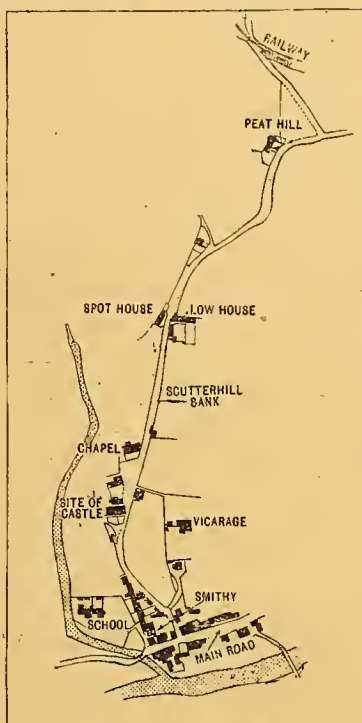 RAILWAY
PEAT HILL
SPOT HOUSE
LOW HOUSE
SCUTTERHILL
BANK
CHAPEL
SITE OF
CASTLE
VICARAGE
SMITHY
SCHOOL
MAIN ROAD